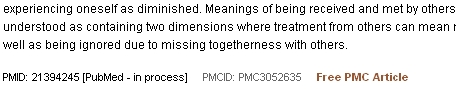 experiencing oneself as diminished. Meanings of being received and met by others
understood as containing two dimensions where treatment from others can mean
well as being ignored due to missing togetherness with others.
PMID: 21394245 [PubMed - in process] PMCID: PMC3052635 Free PMC Article